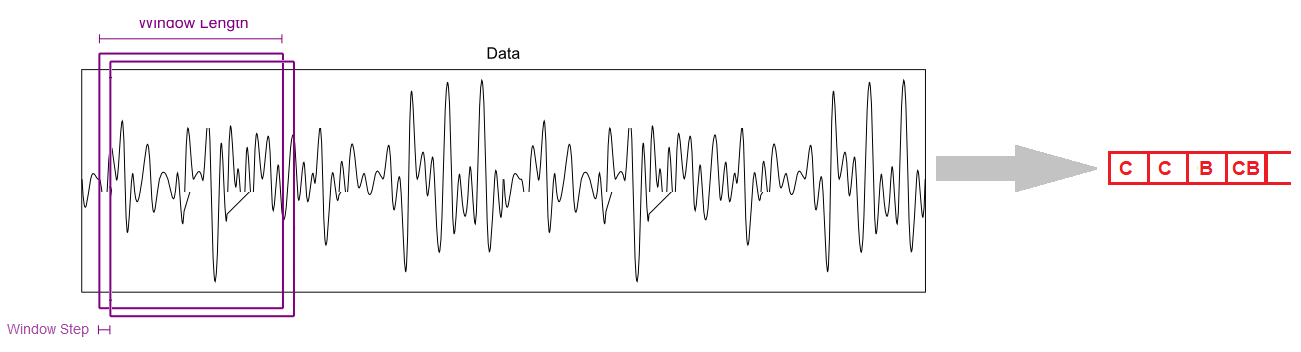 Window Length
Data
C C B CB
Window Step